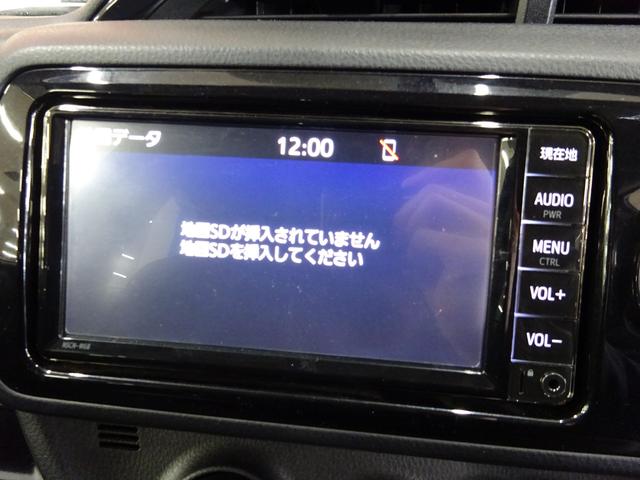 データ 12:00
地図SDが挿入されていません
地図SDを挿入してください
現在地
AUDIO
PWR
MENU
CTRL
VOL+
VOL-
NSCN-W68